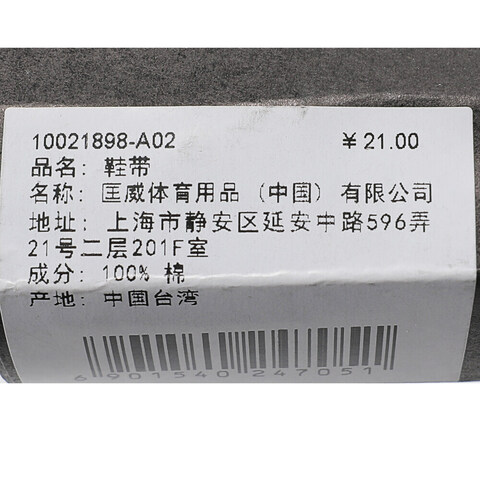 10021898-A02 ￥21.00
品名: 鞋带
名称: 匡威体育用品 (中国) 有限公司
地址: 上海市静安区延安中路596弄
21号二层201F室
成分: 100% 棉
产地: 中国台湾
6 901540 247051